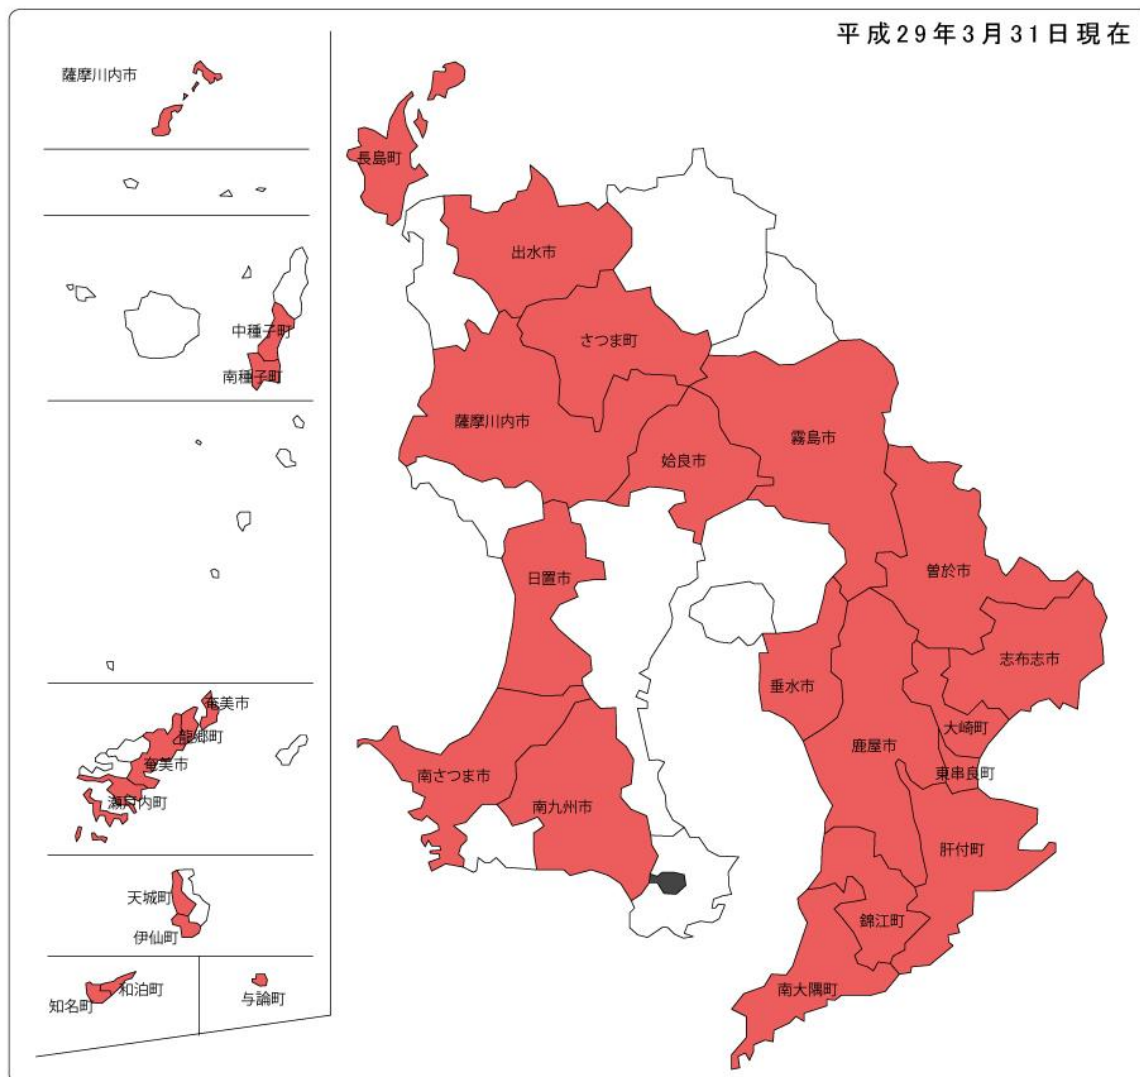 平成29年3月31日現在
薩摩川内市
長島町
出水市
中種子町
さつま町
南種子町
薩摩川内市
霧島市
姶良市
曽於市
日置市
志布志市
垂水市
奄美市
大崎町
龍郷町
鹿屋市
奄美市
東串良町
南さつま市
瀬戸内町
南九州市
肝付町
天城町
錦江町
伊仙町
和泊町
南大隅町
与論町
知名町